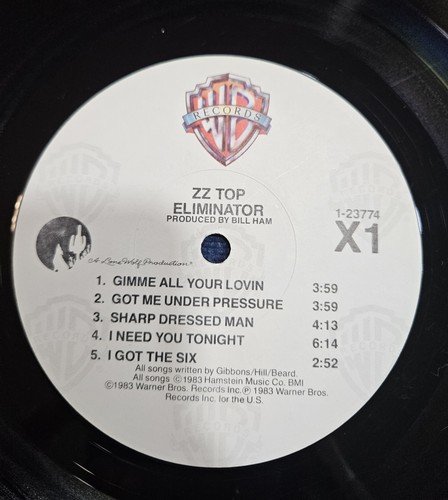 WB
RECORDS
ZZ TOP
ELIMINATOR
PRODUCED BY BILL HAM
1-23774
X1
A Lone Wolf Production*
1. GIMME ALL YOUR LOVIN 3:59
2. GOT ME UNDER PRESSURE 3:59
3. SHARP DRESSED MAN 4:13
4. I NEED YOU TONIGHT 6:14
5. I GOT THE SIX 2:52
All songs written by Gibbons/Hill/Beard.
All songs ©1983 Hamstein Music Co. BMI
©1983 Warner Bros. Records Inc.℗ 1983 Warner Bros.
Records Inc. for the U.S.